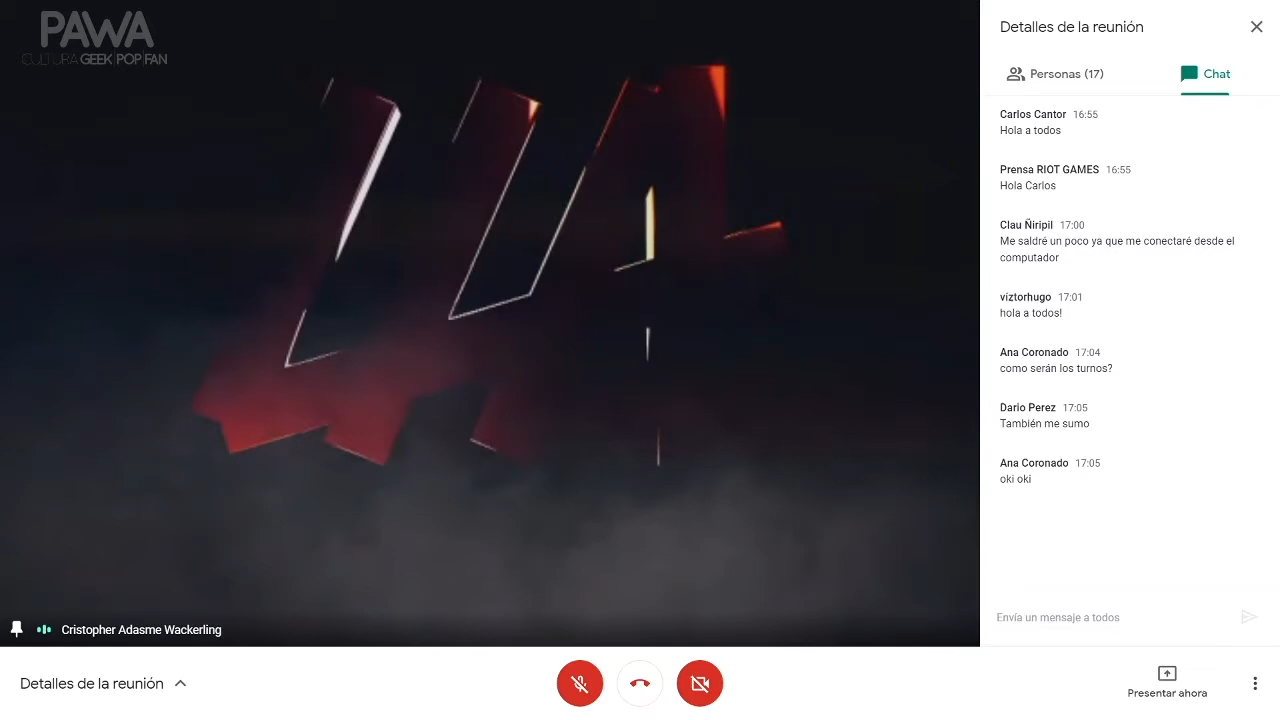 PAWA
CULTURA GEEK|POP|FAN
Cristopher Adasme Wackerling
Detalles de la reunión
Personas (17)
Chat
Carlos Cantor 16:55
Hola a todos
Prensa RIOT GAMES 16:55
Hola Carlos
Clau Ñiripil 17:00
Me saldré un poco ya que me conectaré desde el
computador
víztorhugo 17:01
hola a todos!
Ana Coronado 17:04
como serán los turnos?
Dario Perez 17:05
También me sumo
Ana Coronado 17:05
oki oki
Envía un mensaje a todos
Detalles de la reunión
Presentar ahora